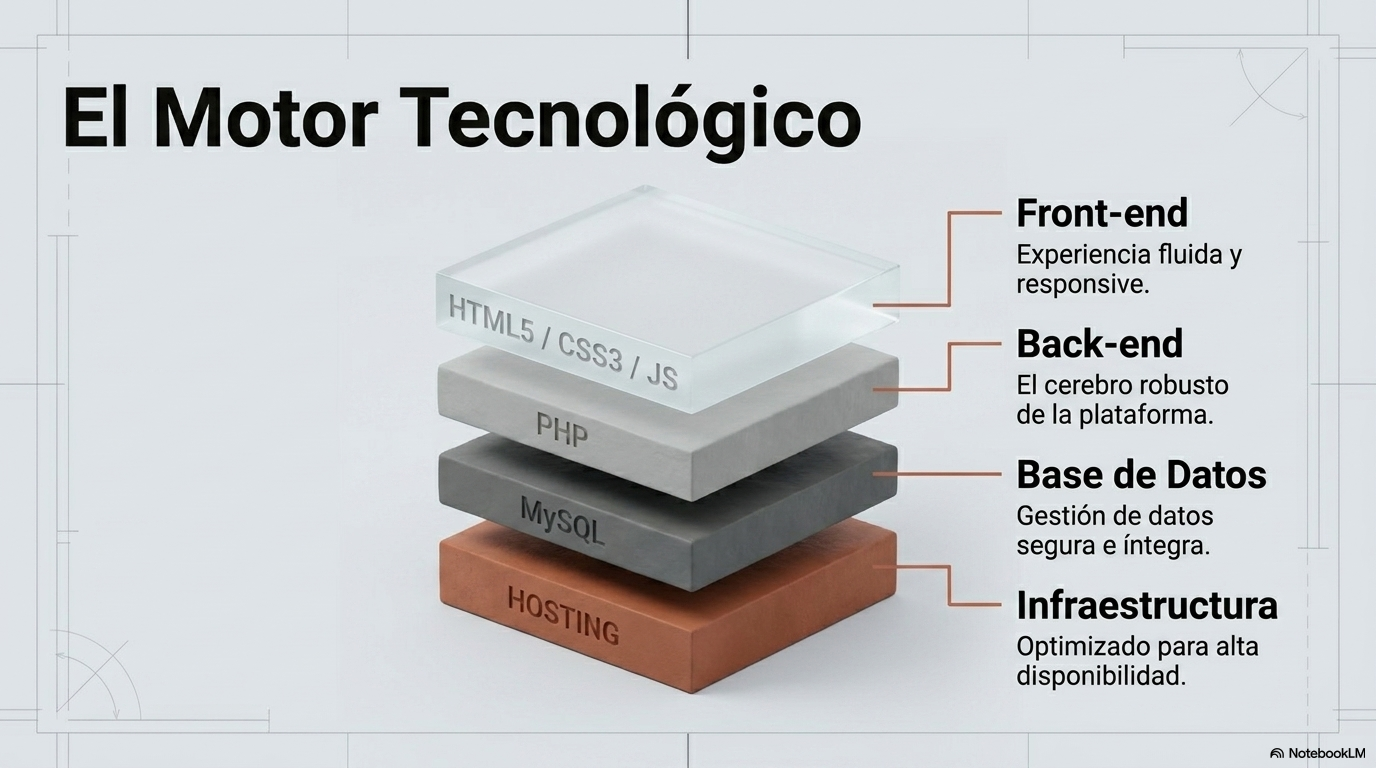 El Motor Tecnológico
HTML5 / CSS3 / JS
PHP
MySQL
HOSTING
Front-end
Experiencia fluida y
responsive.
Back-end
El cerebro robusto
de la plataforma.
Base de Datos
Gestión de datos
segura e íntegra.
Infraestructura
Optimizado para alta
disponibilidad.
NotebookLM